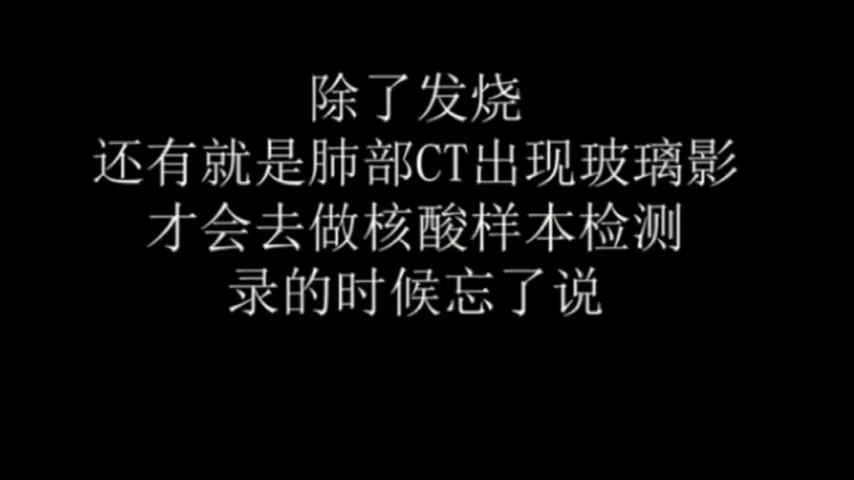 除了发烧
还有就是肺部CT出现玻璃影
才会去做核酸样本检测
录的时候忘了说